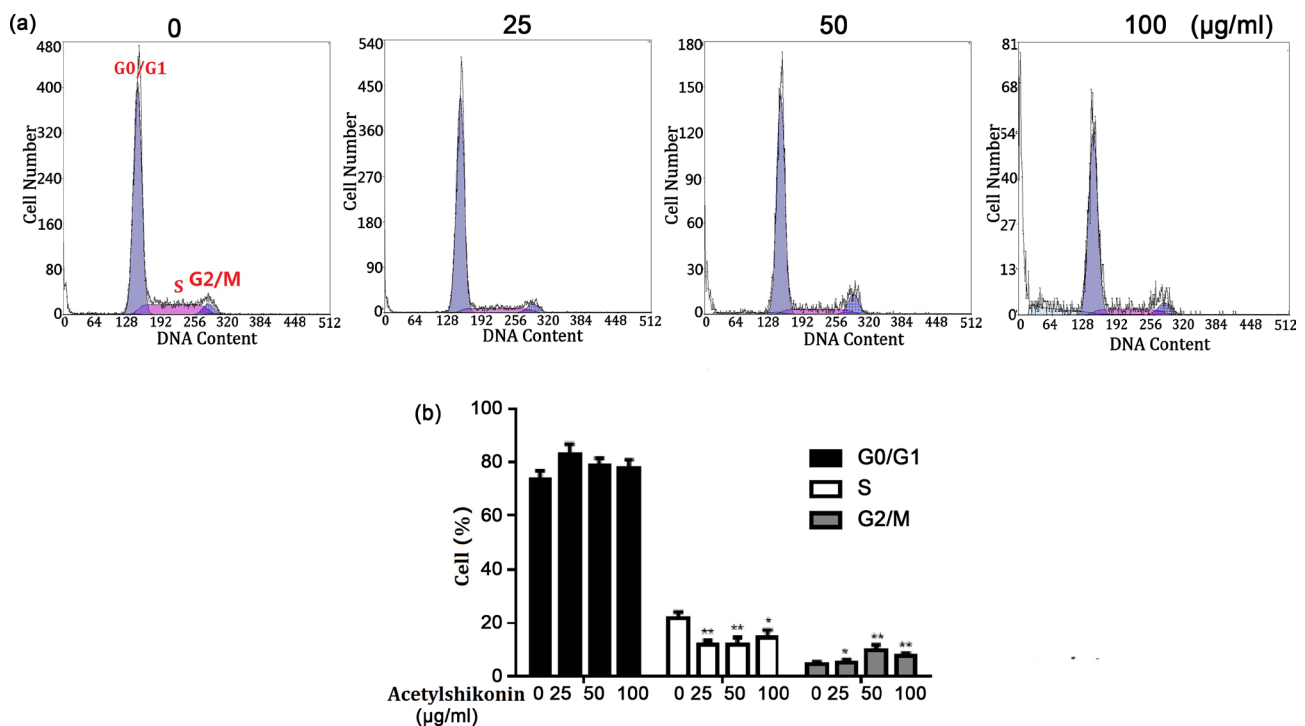 (a)
0
25
50
100 (µg/ml)
480
400
320
240
160
80
0
Cell Number
G0/G1
S G2/M
0 64 128 192 256 320 384 448 512
DNA Content
540
450
360
270
180
90
0
Cell Number
0 64 128 192 256 320 384 448 512
DNA Content
180
150
120
90
60
30
0
Cell Number
0 64 128 192 256 320 384 448 512
DNA Content
81
68
54
40
27
13
0
Cell Number
0 64 128 192 256 320 384 448 512
DNA Content
(b)
100
80
60
40
20
0
Cell (%)
G0/G1
S
G2/M
** ** *
* ** **
Acetylshikonin 0 25 50 100 0 25 50 100 0 25 50 100
(µg/ml)